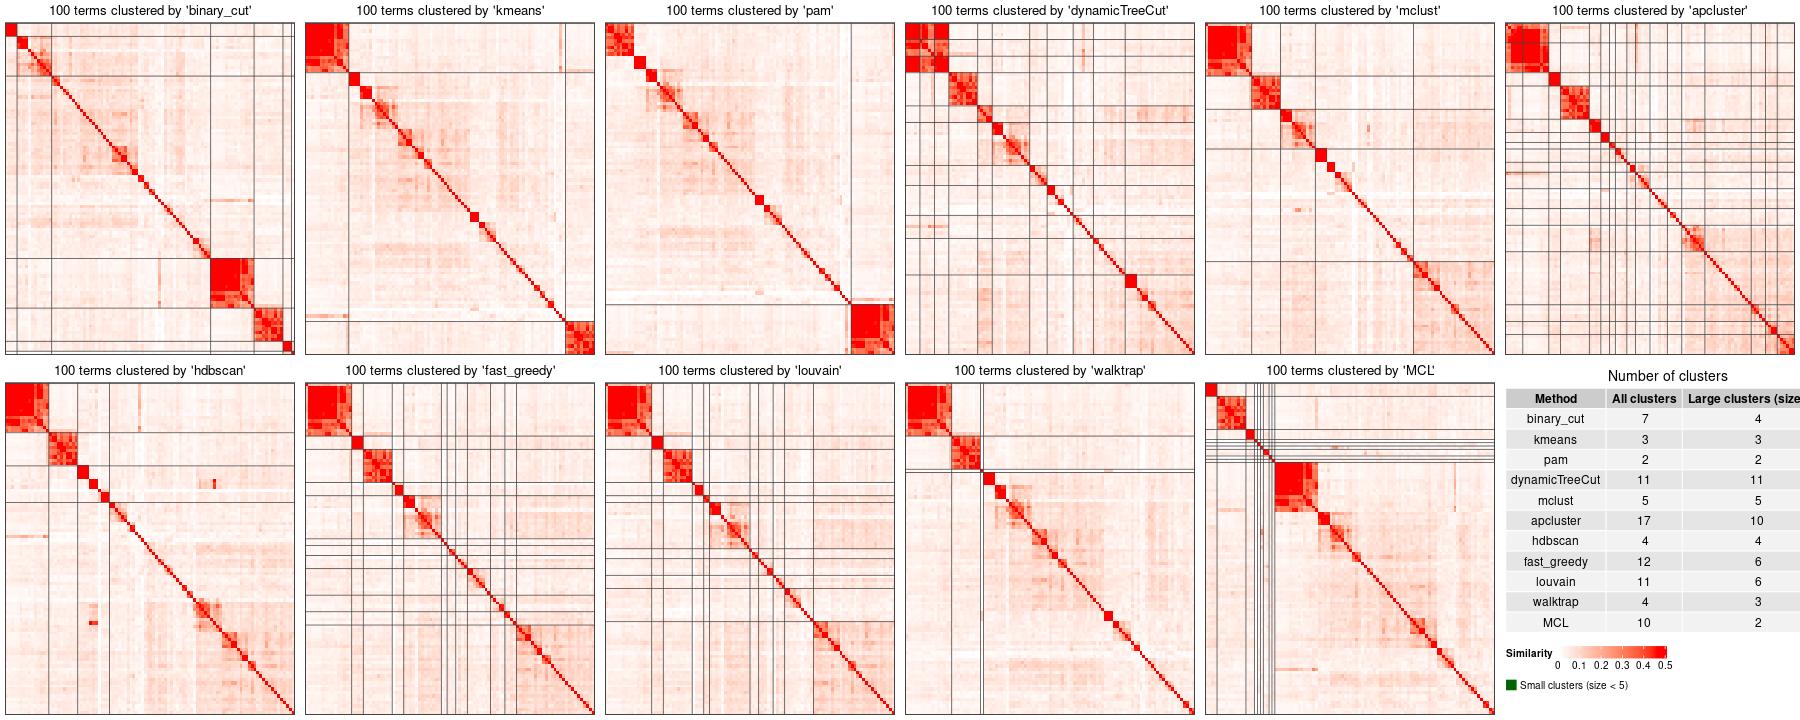 100 terms clustered by 'binary_cut'
100 terms clustered by 'kmeans'
100 terms clustered by 'pam'
100 terms clustered by 'dynamicTreeCut'
100 terms clustered by 'mclust'
100 terms clustered by 'apcluster'
100 terms clustered by 'hdbscan'
100 terms clustered by 'fast_greedy'
100 terms clustered by 'louvain'
100 terms clustered by 'walktrap'
100 terms clustered by 'MCL'
Number of clusters
Method All clusters Large clusters (size
binary_cut 7 4
kmeans 3 3
pam 2 2
dynamicTreeCut 11 11
mclust 5 5
apcluster 17 10
hdbscan 4 4
fast_greedy 12 6
louvain 11 6
walktrap 4 3
MCL 10 2
Similarity
0 0.1 0.2 0.3 0.4 0.5
Small clusters (size < 5)